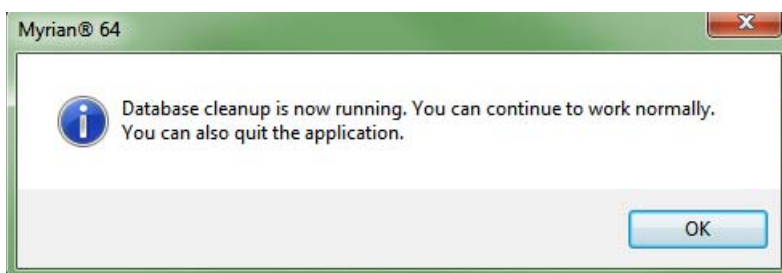 Myrian® 64
Database cleanup is now running. You can continue to work normally.
You can also quit the application.
OK